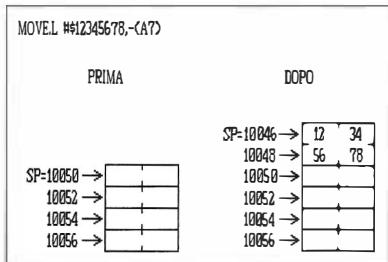 MOVE.L #$12345678,-(A7)
PRIMA DOPO
SP=10046→ 12 34
10048→ 56 78
SP=10050→ 10050→
10052→ 10052→
10054→ 10054→
10056→ 10056→